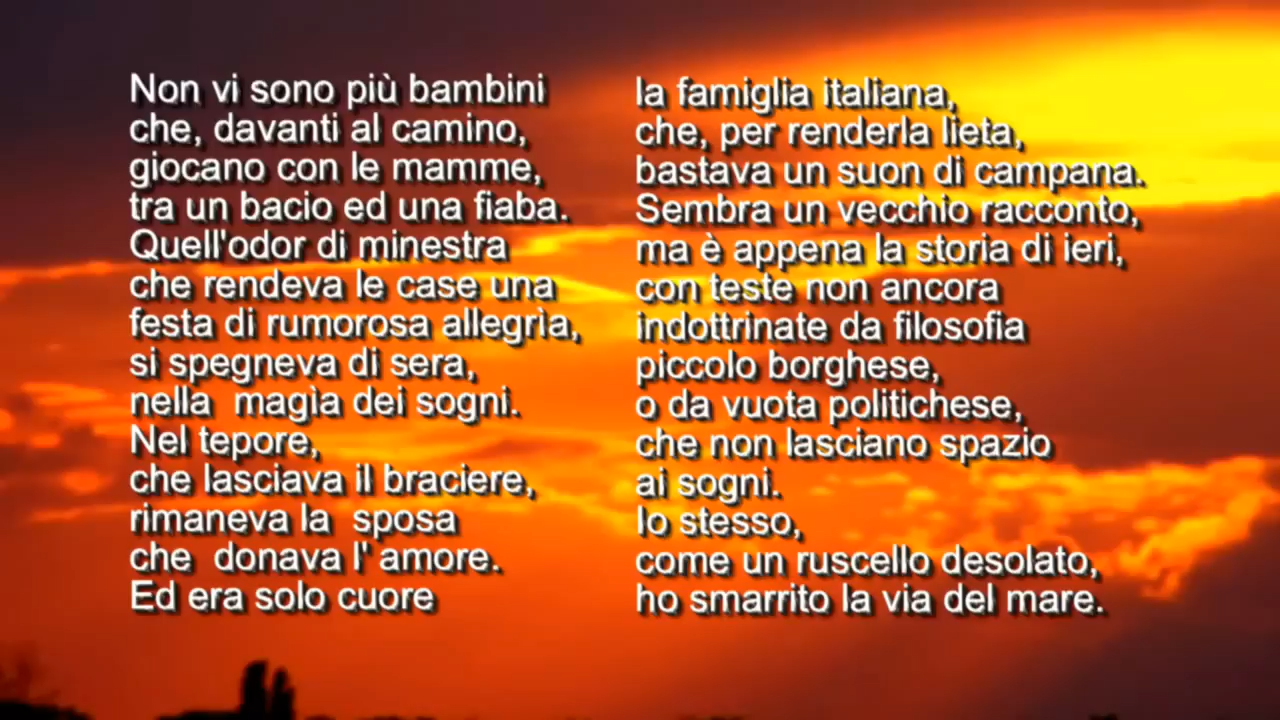 Non vi sono più bambini
che, davanti al camino,
giocano con le mamme,
tra un bacio ed una fiaba.
Quell'odor di minestra
che rendeva le case una
festa di rumorosa allegrìa,
si spegneva di sera,
nella  magìa dei sogni.
Nel tepore,
che lasciava il braciere,
rimaneva la  sposa
che  donava l' amore.
Ed era solo cuore
la famiglia italiana,
che, per renderla lieta,
bastava un suon di campana.
Sembra un vecchio racconto,
ma è appena la storia di ieri,
con teste non ancora
indottrinate da filosofia
piccolo borghese,
o da vuota politichese,
che non lasciano spazio
ai sogni.
Io stesso,
come un ruscello desolato,
ho smarrito la via del mare.